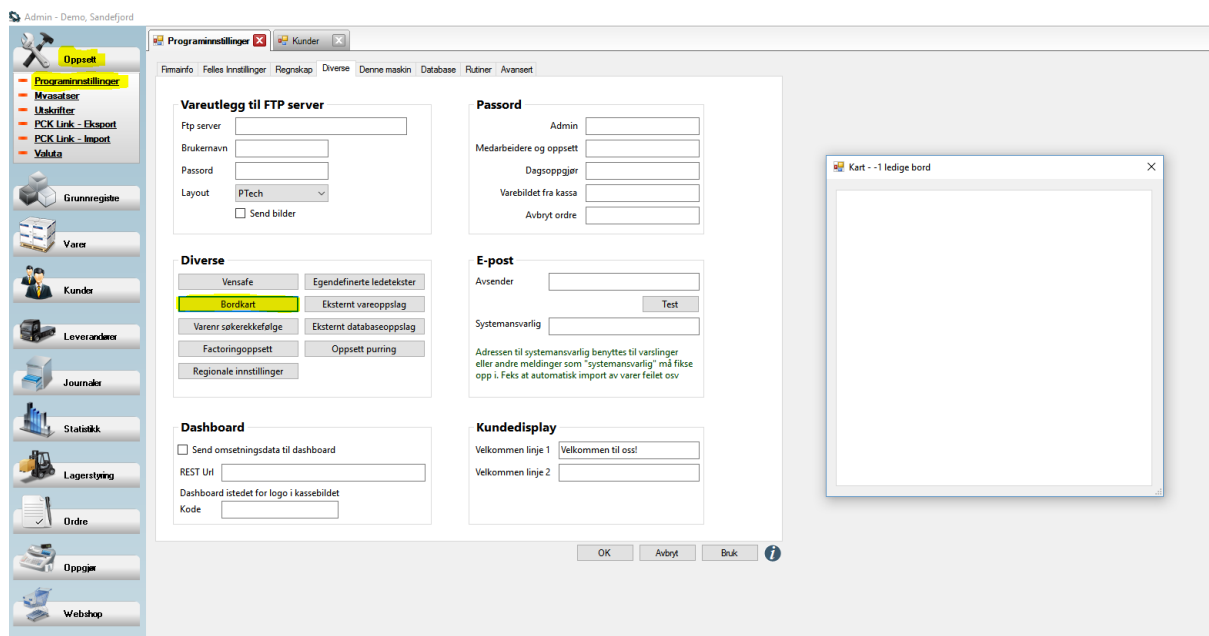 Admin - Demo, Sandefjord
Oppsett
Programinnstillinger
Mvasatser
Utskrifter
PCK Link - Eksport
PCK Link - Import
Valuta
Grunnregistre
Varer
Kunder
Leverandører
Journaler
Statistikk
Lagerstyring
Ordre
Oppgjør
Webshop
Programinnstillinger Kunder
Firmainfo Felles Innstillinger Regnskap Diverse Denne maskin Database Rutiner Avansert
Vareutlegg til FTP server
Ftp server
Brukernavn
Passord
Layout PTech
Send bilder
Passord
Admin
Medarbeidere og oppsett
Dagsoppgjør
Varebildet fra kassa
Avbryt ordre
Diverse
Vensafe Egendefinerte ledetekster
Bordkart Eksternt vareoppslag
Varenr søkerekkefølge Eksternt databaseoppslag
Factoringoppsett Oppsett purring
Regionale innstillinger
E-post
Avsender
Test
Systemansvarlig
Adressen til systemansvarlig benyttes til varslinger
eller andre meldinger som "systemansvarlig" må fikse
opp i. Feks at automatisk import av varer feilet osv
Dashboard
Send omsetningsdata til dashboard
REST Url
Dashboard istedet for logo i kassebildet
Kode
Kundedisplay
Velkommen linje 1 Velkommen til oss!
Velkommen linje 2
OK Avbryt Bruk
Kart - -1 ledige bord